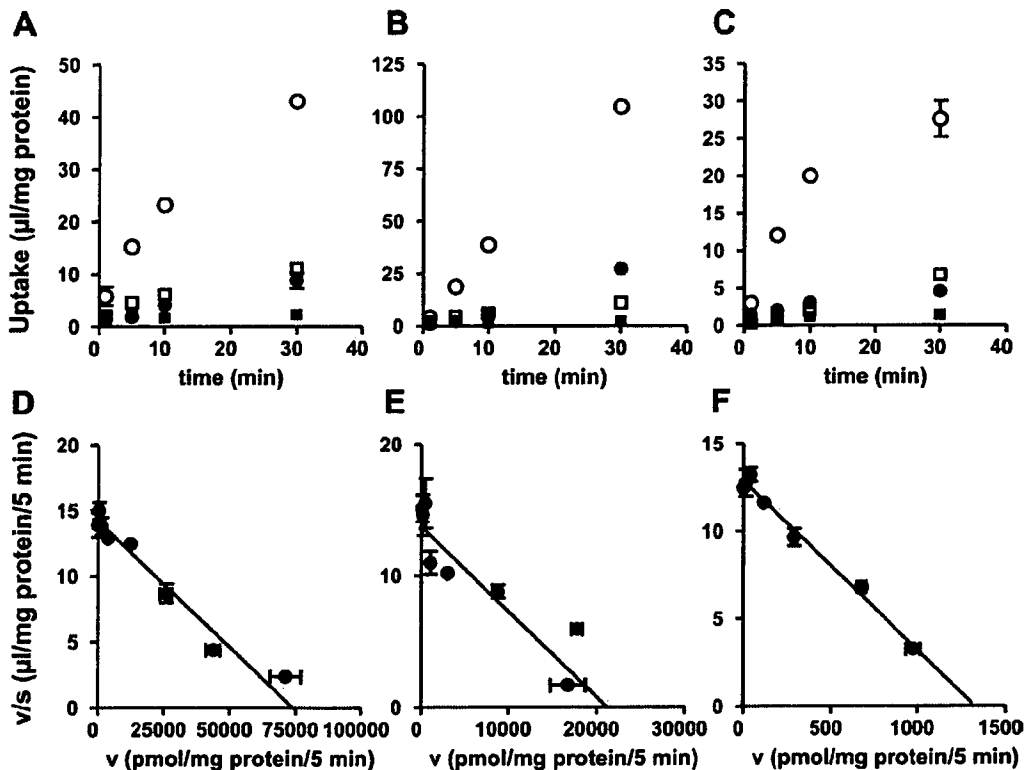 A
B
C
Uptake (µl/mg protein)
50
40
30
20
10
0
0 10 20 30 40
time (min)
125
100
75
50
25
0
0 10 20 30 40
time (min)
35
30
25
20
15
10
5
0
0 10 20 30 40
time (min)
D
E
F
v/s (µl/mg protein/5 min)
20
15
10
5
0
0 25000 50000 75000 100000
v (pmol/mg protein/5 min)
20
10
0
0 10000 20000 30000
v (pmol/mg protein/5 min)
15
10
5
0
0 500 1000 1500
v (pmol/mg protein/5 min)